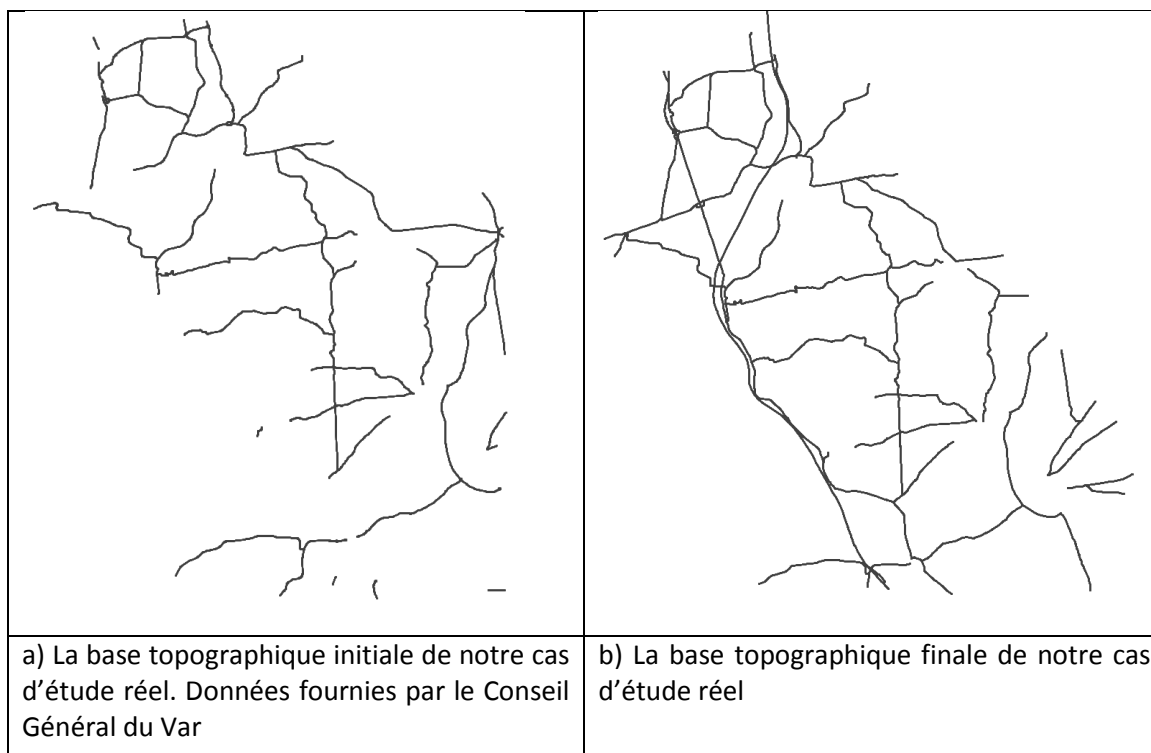 a) La base topographique initiale de notre cas
d’étude réel. Données fournies par le Conseil
Général du Var
b) La base topographique finale de notre cas
d’étude réel